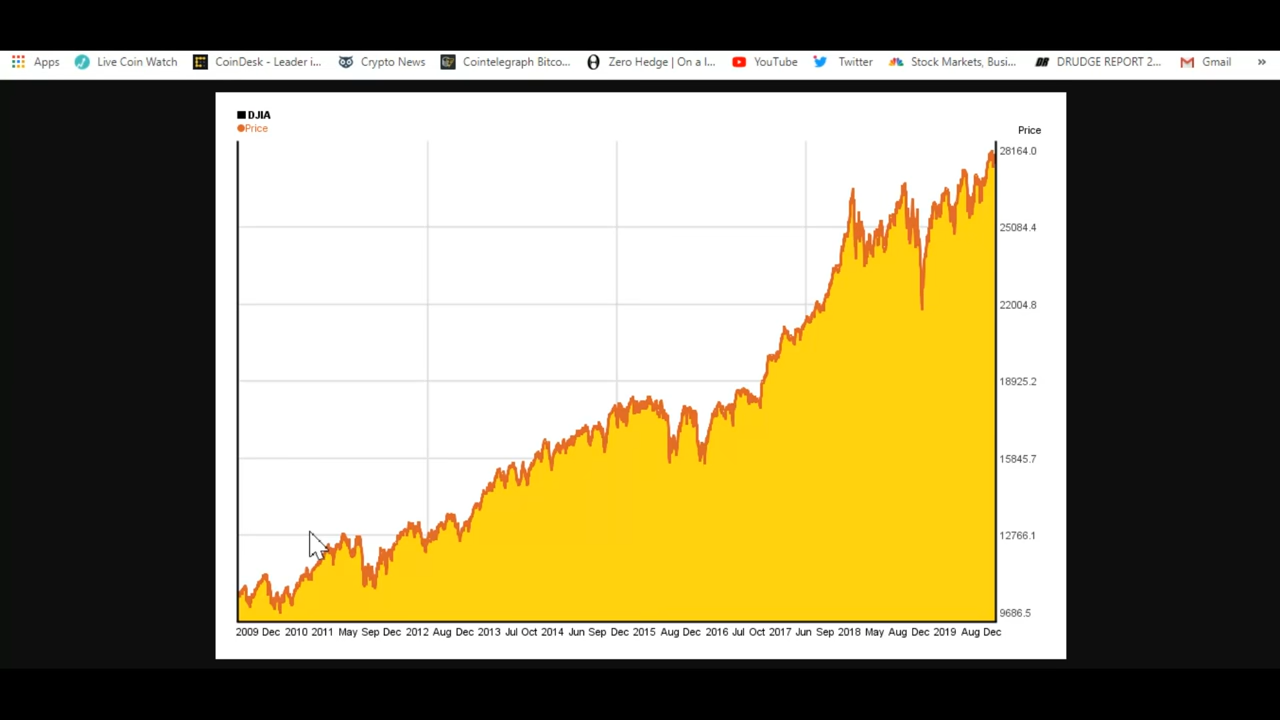 Apps Live Coin Watch CoinDesk - Leader i... Crypto News Cointelegraph Bitco... Zero Hedge | On a l... YouTube Twitter Stock Markets, Busi... DRUDGE REPORT 2... Gmail »
DJIA
Price
Price
28164.0
25084.4
22004.8
18925.2
15845.7
12766.1
9686.5
2009 Dec 2010 2011 May Sep Dec 2012 Aug Dec 2013 Jul Oct 2014 Jun Sep Dec 2015 Aug Dec 2016 Jul Oct 2017 Jun Sep 2018 May Aug Dec 2019 Aug Dec